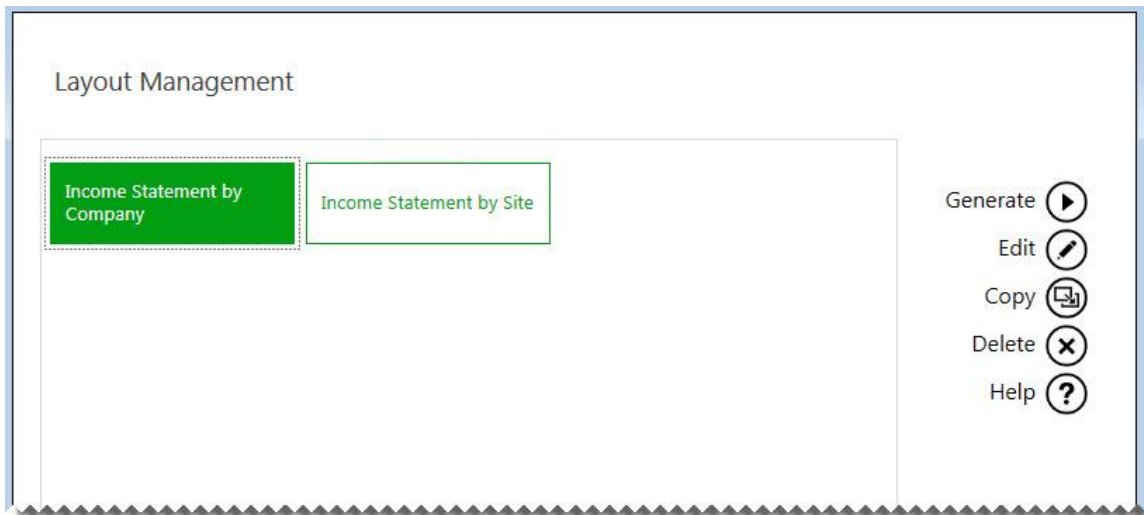 Layout Management
Income Statement by
Company
Income Statement by Site
Generate
Edit
Copy
Delete
Help
?